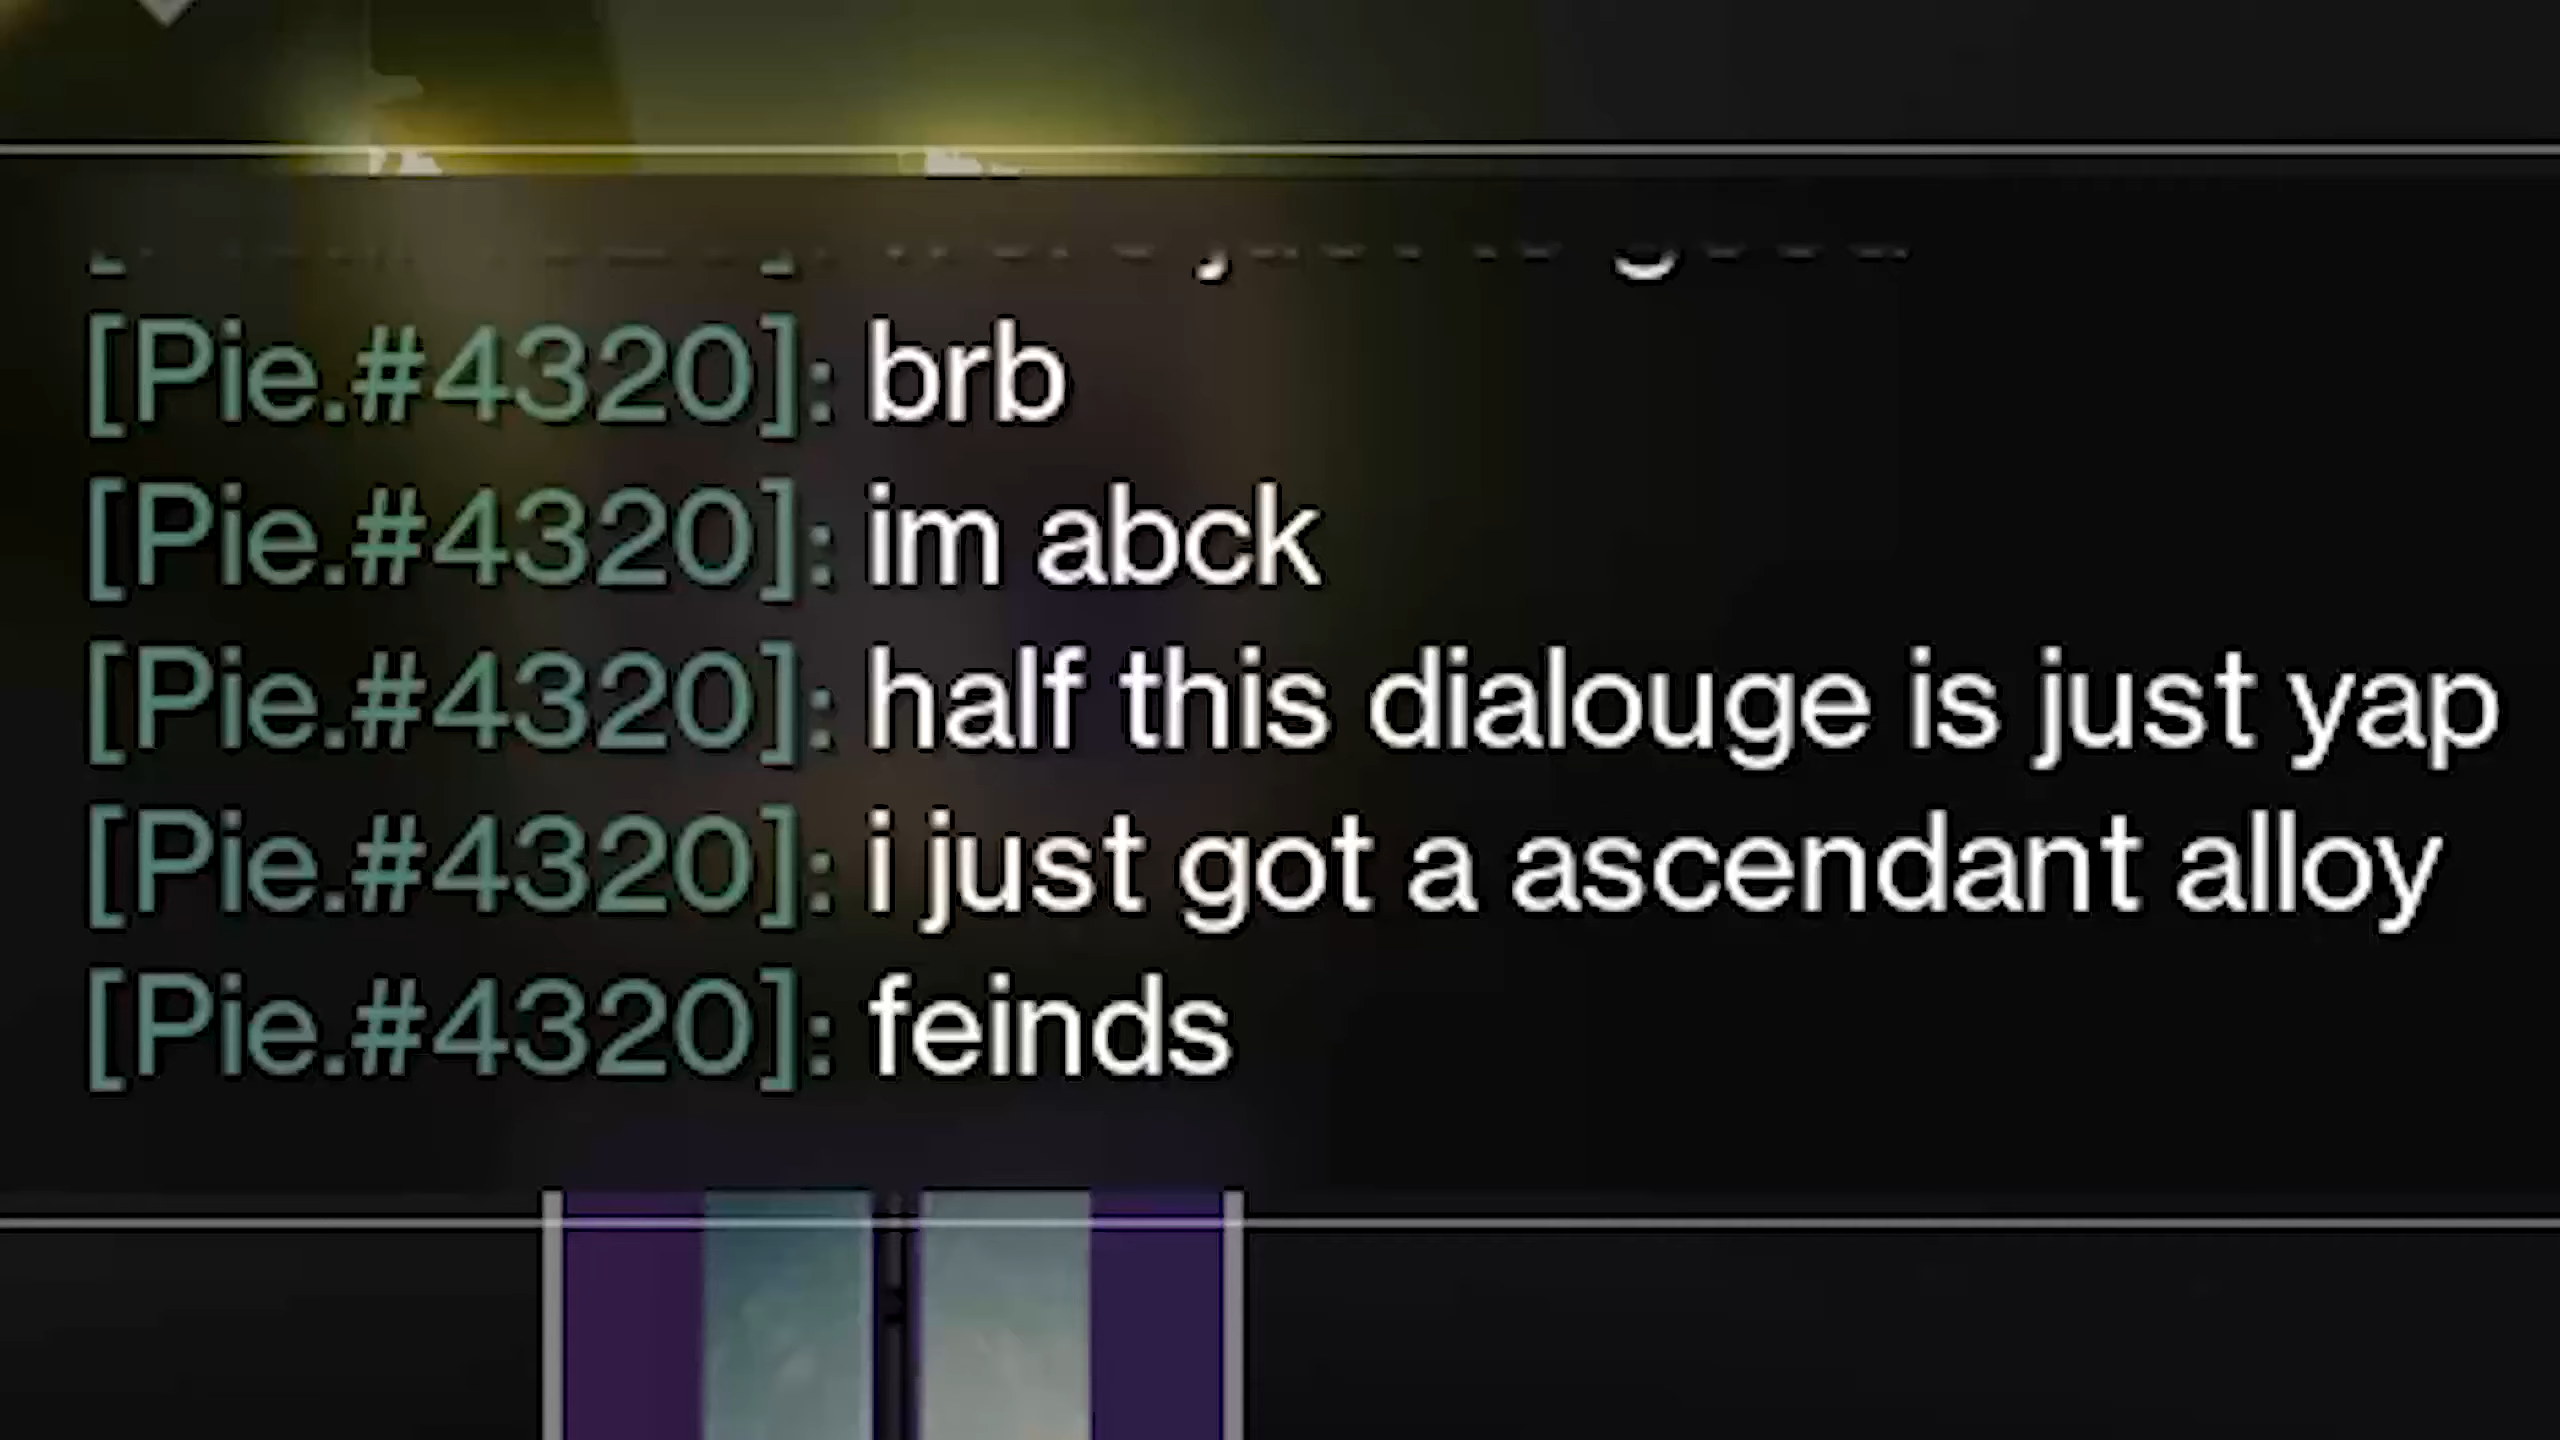 [Pie.#4320]: brb
[Pie.#4320]: im abck
[Pie.#4320]: half this dialouge is just yap
[Pie.#4320]: i just got a ascendant alloy
[Pie.#4320]: feinds